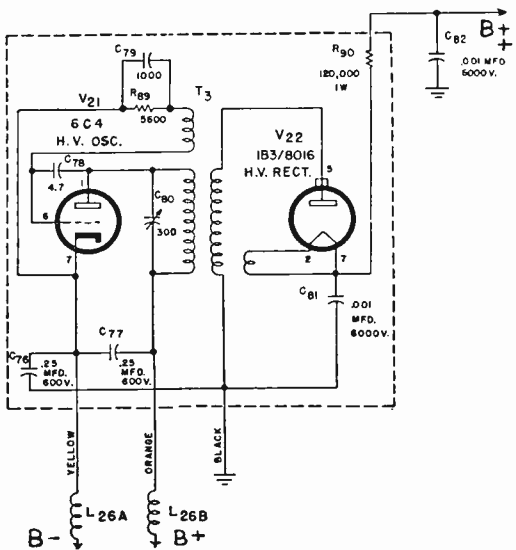 B+
+
C82
.001 MFD
6000V.
R90
120,000
1W
C79
1000
R89
5600
T3
V21
6C4
H.V. OSC.
C78
4.7
1
6
7
C80
300
V22
1B3/8016
H.V. RECT.
5
2
7
C81
.001
MFD.
6000V.
C76
.25
MFD.
600V.
C77
.25
MFD.
600V.
YELLOW
ORANGE
BLACK
L26A
L26B
B-
B+